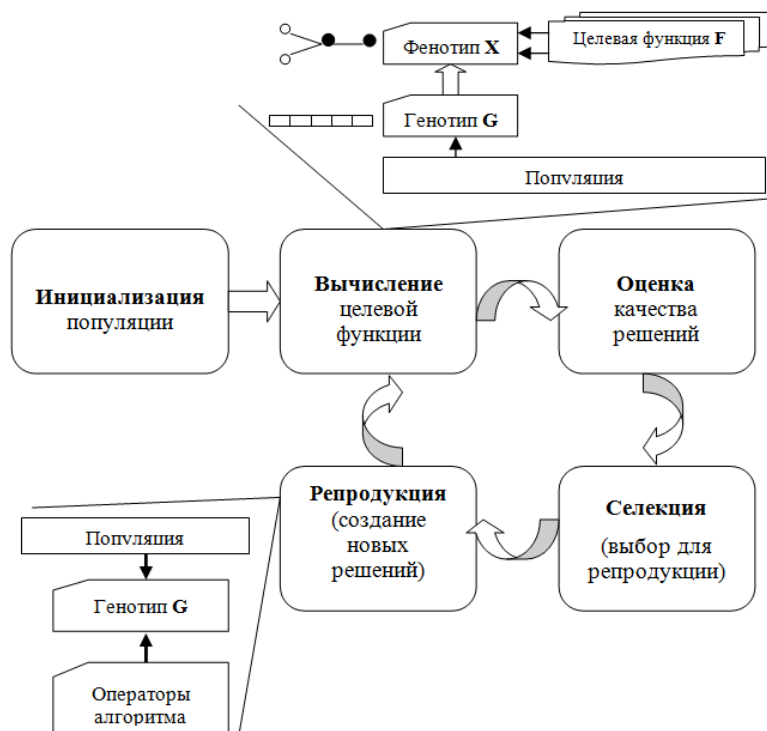 Фенотип X
Целевая функция F
Генотип G
Популяция
Инициализация
популяции
Вычисление
целевой
функции
Оценка
качества
решений
Репродукция
(создание
новых
решений)
Селекция
(выбор для
репродукции)
Популяция
Генотип G
Операторы
алгоритма